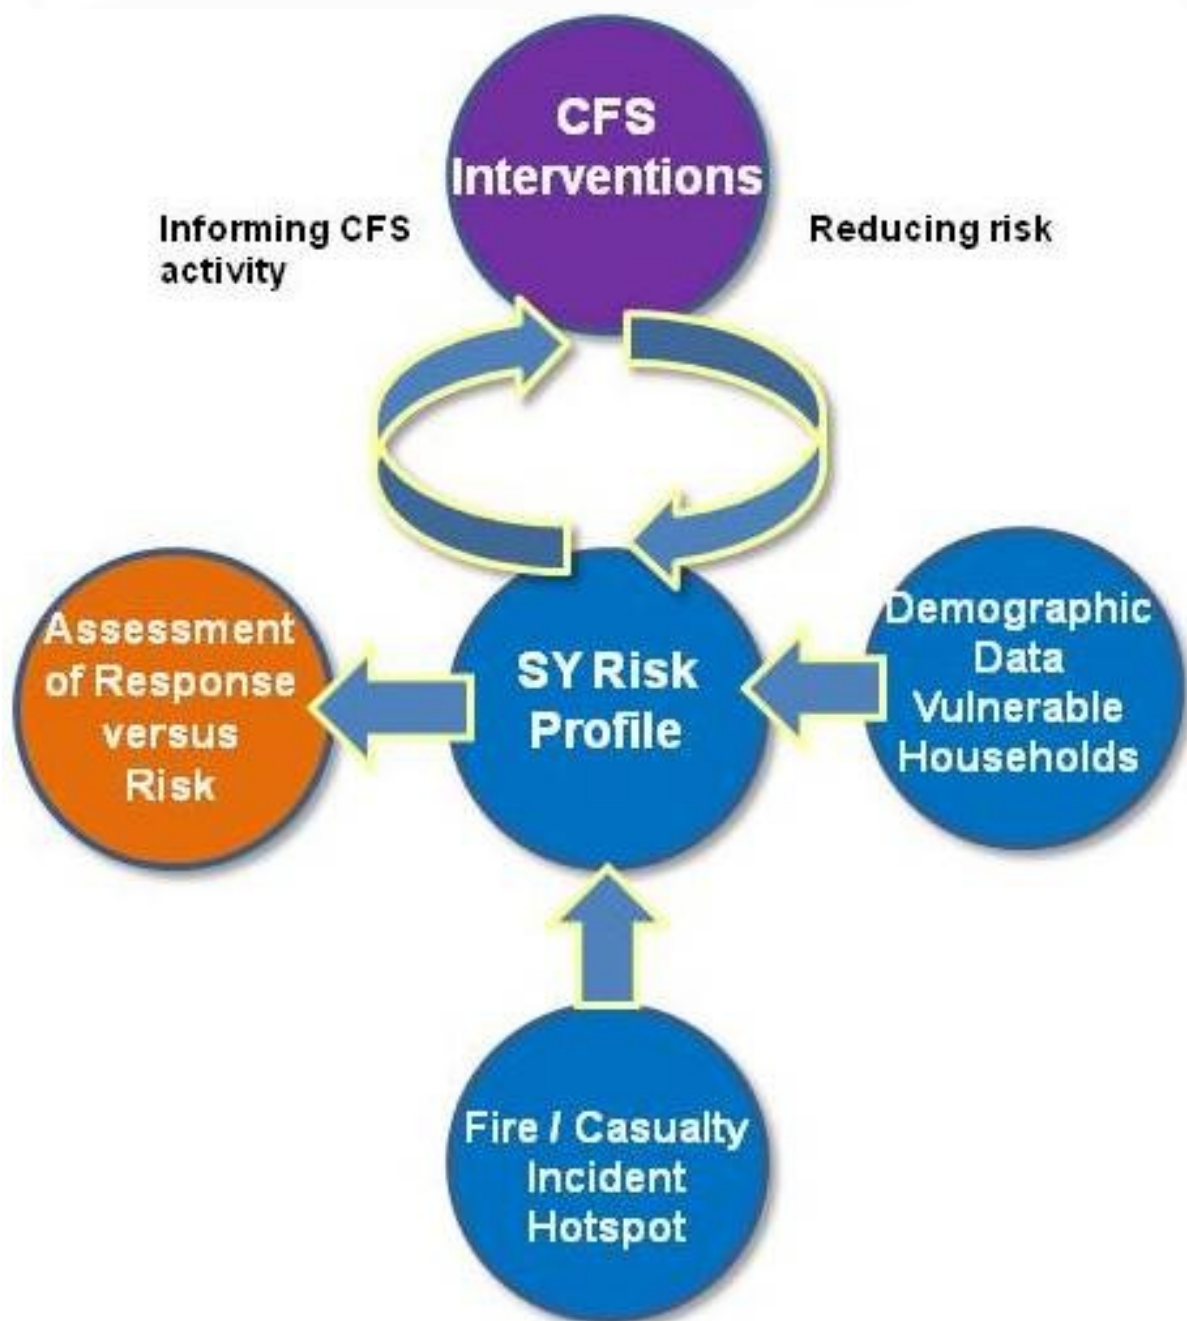 CFS
Interventions
Informing CFS
activity
Reducing risk
Assessment
of Response
versus
Risk
SY Risk
Profile
Demographic
Data
Vulnerable
Households
Fire / Casualty
Incident
Hotspot